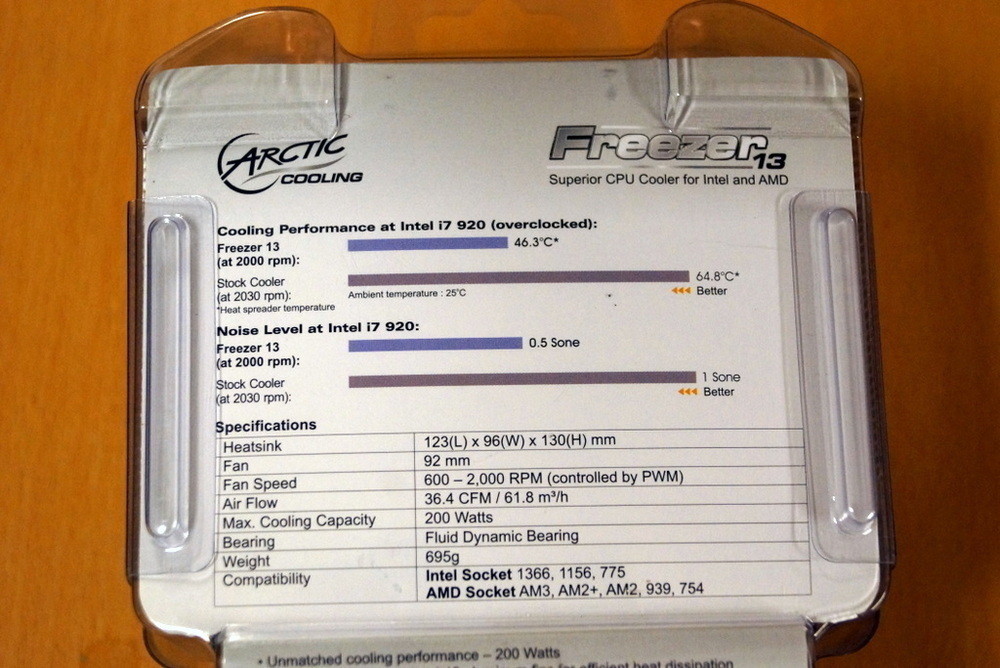 ARCTIC
COOLING
Freezer 13
Superior CPU Cooler for Intel and AMD
Cooling Performance at Intel i7 920 (overclocked):
Freezer 13
(at 2000 rpm):
46.3°C*
Stock Cooler
(at 2030 rpm):
64.8°C*
Ambient temperature : 25°C
Better
*Heat spreader temperature
Noise Level at Intel i7 920:
Freezer 13
(at 2000 rpm):
0.5 Sone
Stock Cooler
(at 2030 rpm):
1 Sone
Better
Specifications
Heatsink 123(L) x 96(W) x 130(H) mm
Fan 92 mm
Fan Speed 600 – 2,000 RPM (controlled by PWM)
Air Flow 36.4 CFM / 61.8 m³/h
Max. Cooling Capacity 200 Watts
Bearing Fluid Dynamic Bearing
Weight 695g
Compatibility Intel Socket 1366, 1156, 775
AMD Socket AM3, AM2+, AM2, 939, 754
• Unmatched cooling performance – 200 Watts
for efficient heat dissipation